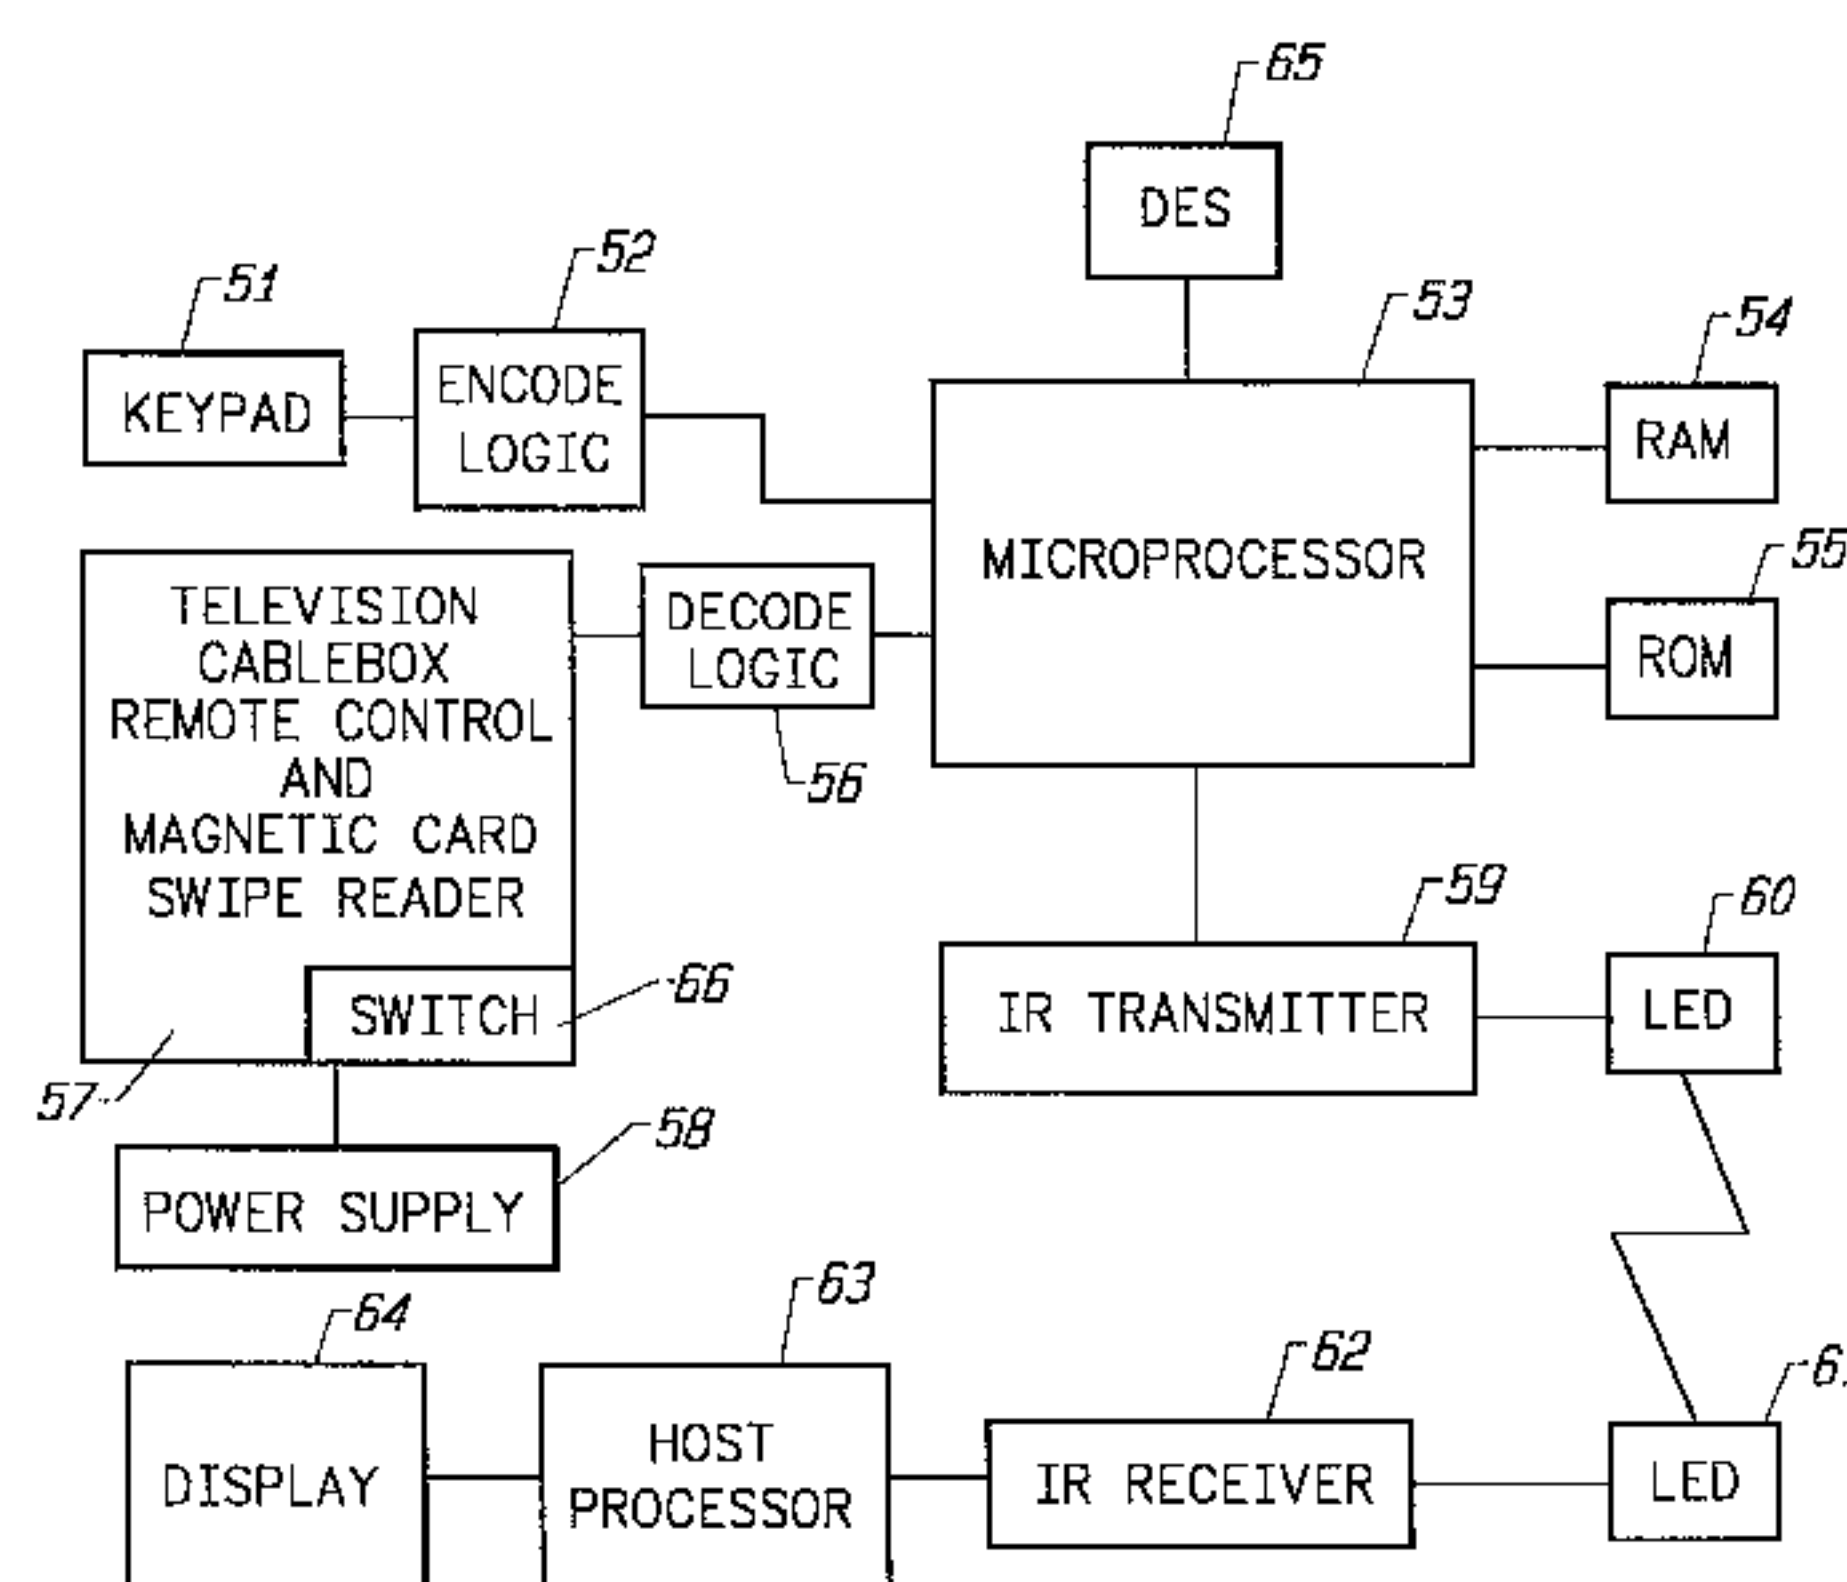 65
DES
51
52
53
54
KEYPAD
ENCODE
LOGIC
RAM
MICROPROCESSOR
55
ROM
TELEVISION
CABLEBOX
REMOTE CONTROL
AND
MAGNETIC CARD
SWIPE READER
DECODE
LOGIC
56
59
60
SWITCH
66
IR TRANSMITTER
LED
57
58
POWER SUPPLY
64
63
62
DISPLAY
HOST
PROCESSOR
IR RECEIVER
LED